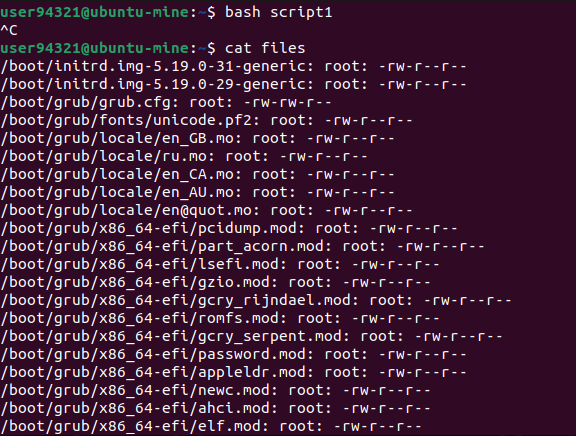 user94321@ubuntu-mine:~$ bash script1
^C
user94321@ubuntu-mine:~$ cat files
/boot/initrd.img-5.19.0-31-generic: root: -rw-r--r--
/boot/initrd.img-5.19.0-29-generic: root: -rw-r--r--
/boot/grub/grub.cfg: root: -rw-rw-r--
/boot/grub/fonts/unicode.pf2: root: -rw-r--r--
/boot/grub/locale/en_GB.mo: root: -rw-r--r--
/boot/grub/locale/ru.mo: root: -rw-r--r--
/boot/grub/locale/en_CA.mo: root: -rw-r--r--
/boot/grub/locale/en_AU.mo: root: -rw-r--r--
/boot/grub/locale/en@quot.mo: root: -rw-r--r--
/boot/grub/x86_64-efi/pcidump.mod: root: -rw-r--r--
/boot/grub/x86_64-efi/part_acorn.mod: root: -rw-r--r--
/boot/grub/x86_64-efi/lsefi.mod: root: -rw-r--r--
/boot/grub/x86_64-efi/gzio.mod: root: -rw-r--r--
/boot/grub/x86_64-efi/gcry_rijndael.mod: root: -rw-r--r--
/boot/grub/x86_64-efi/romfs.mod: root: -rw-r--r--
/boot/grub/x86_64-efi/gcry_serpent.mod: root: -rw-r--r--
/boot/grub/x86_64-efi/password.mod: root: -rw-r--r--
/boot/grub/x86_64-efi/appleldr.mod: root: -rw-r--r--
/boot/grub/x86_64-efi/newc.mod: root: -rw-r--r--
/boot/grub/x86_64-efi/ahci.mod: root: -rw-r--r--
/boot/grub/x86_64-efi/elf.mod: root: -rw-r--r--